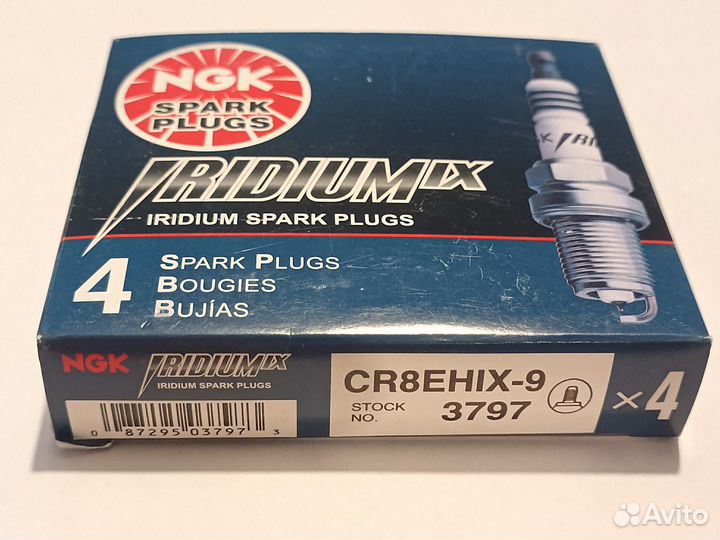 NGK
SPARK
PLUGS
IRIDIUM IX
IRIDIUM SPARK PLUGS
4 SPARK PLUGS
BOUGIES
BUJÍAS
NGK IRIDIUM IX
IRIDIUM SPARK PLUGS
0 87295 03797 3
CR8EHIX-9
STOCK NO. 3797
×4
Avito